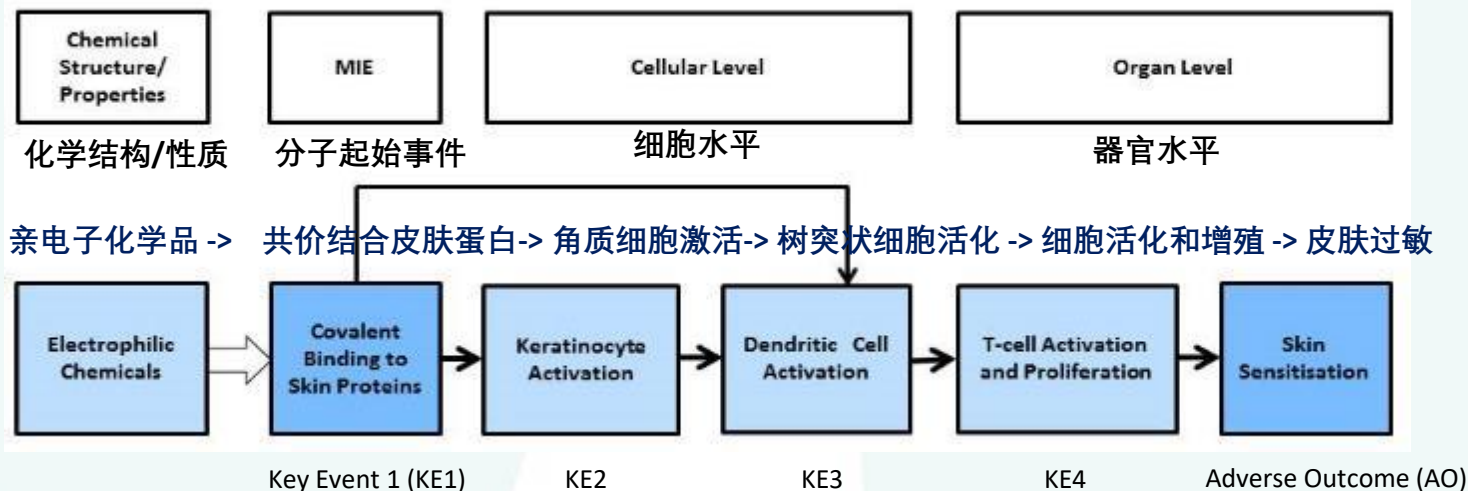 Chemical
Structure/
Properties
MIE
Cellular Level
Organ Level
化学结构/性质
分子起始事件
细胞水平
器官水平
亲电子化学品 -> 共价结合皮肤蛋白-> 角质细胞激活-> 树突状细胞活化 -> 细胞活化和增殖 -> 皮肤过敏
Electrophilic
Chemicals
Covalent
Binding to
Skin Proteins
Keratinocyte
Activation
Dendritic Cell
Activation
T-cell Activation
and Proliferation
Skin
Sensitisation
Key Event 1 (KE1)
KE2
KE3
KE4
Adverse Outcome (AO)